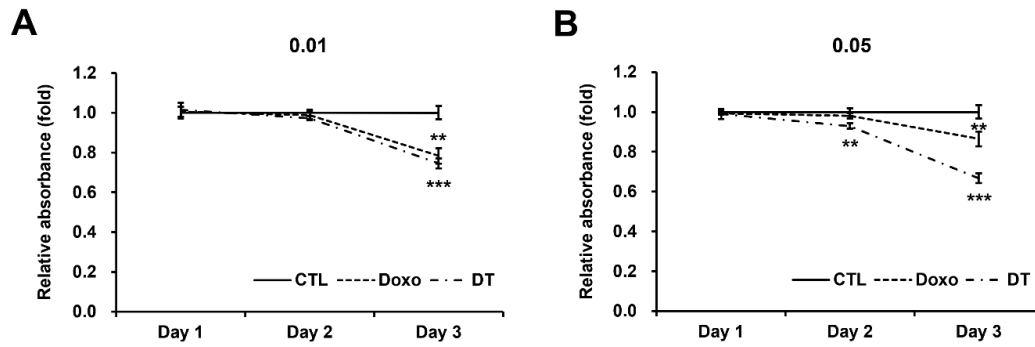 A
0.01
Relative absorbance (fold)
1.2
1.0
0.8
0.6
0.4
0.2
0.0
**
***
CTL Doxo DT
Day 1 Day 2 Day 3
B
0.05
Relative absorbance (fold)
1.2
1.0
0.8
0.6
0.4
0.2
0.0
**
**
***
CTL Doxo DT
Day 1 Day 2 Day 3